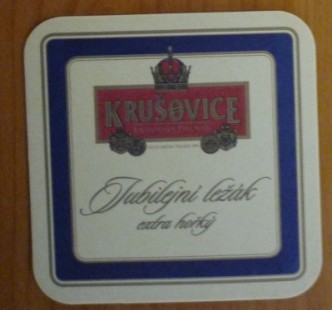 KRUŠOVICE
Jubilejní ležák
extra hořký